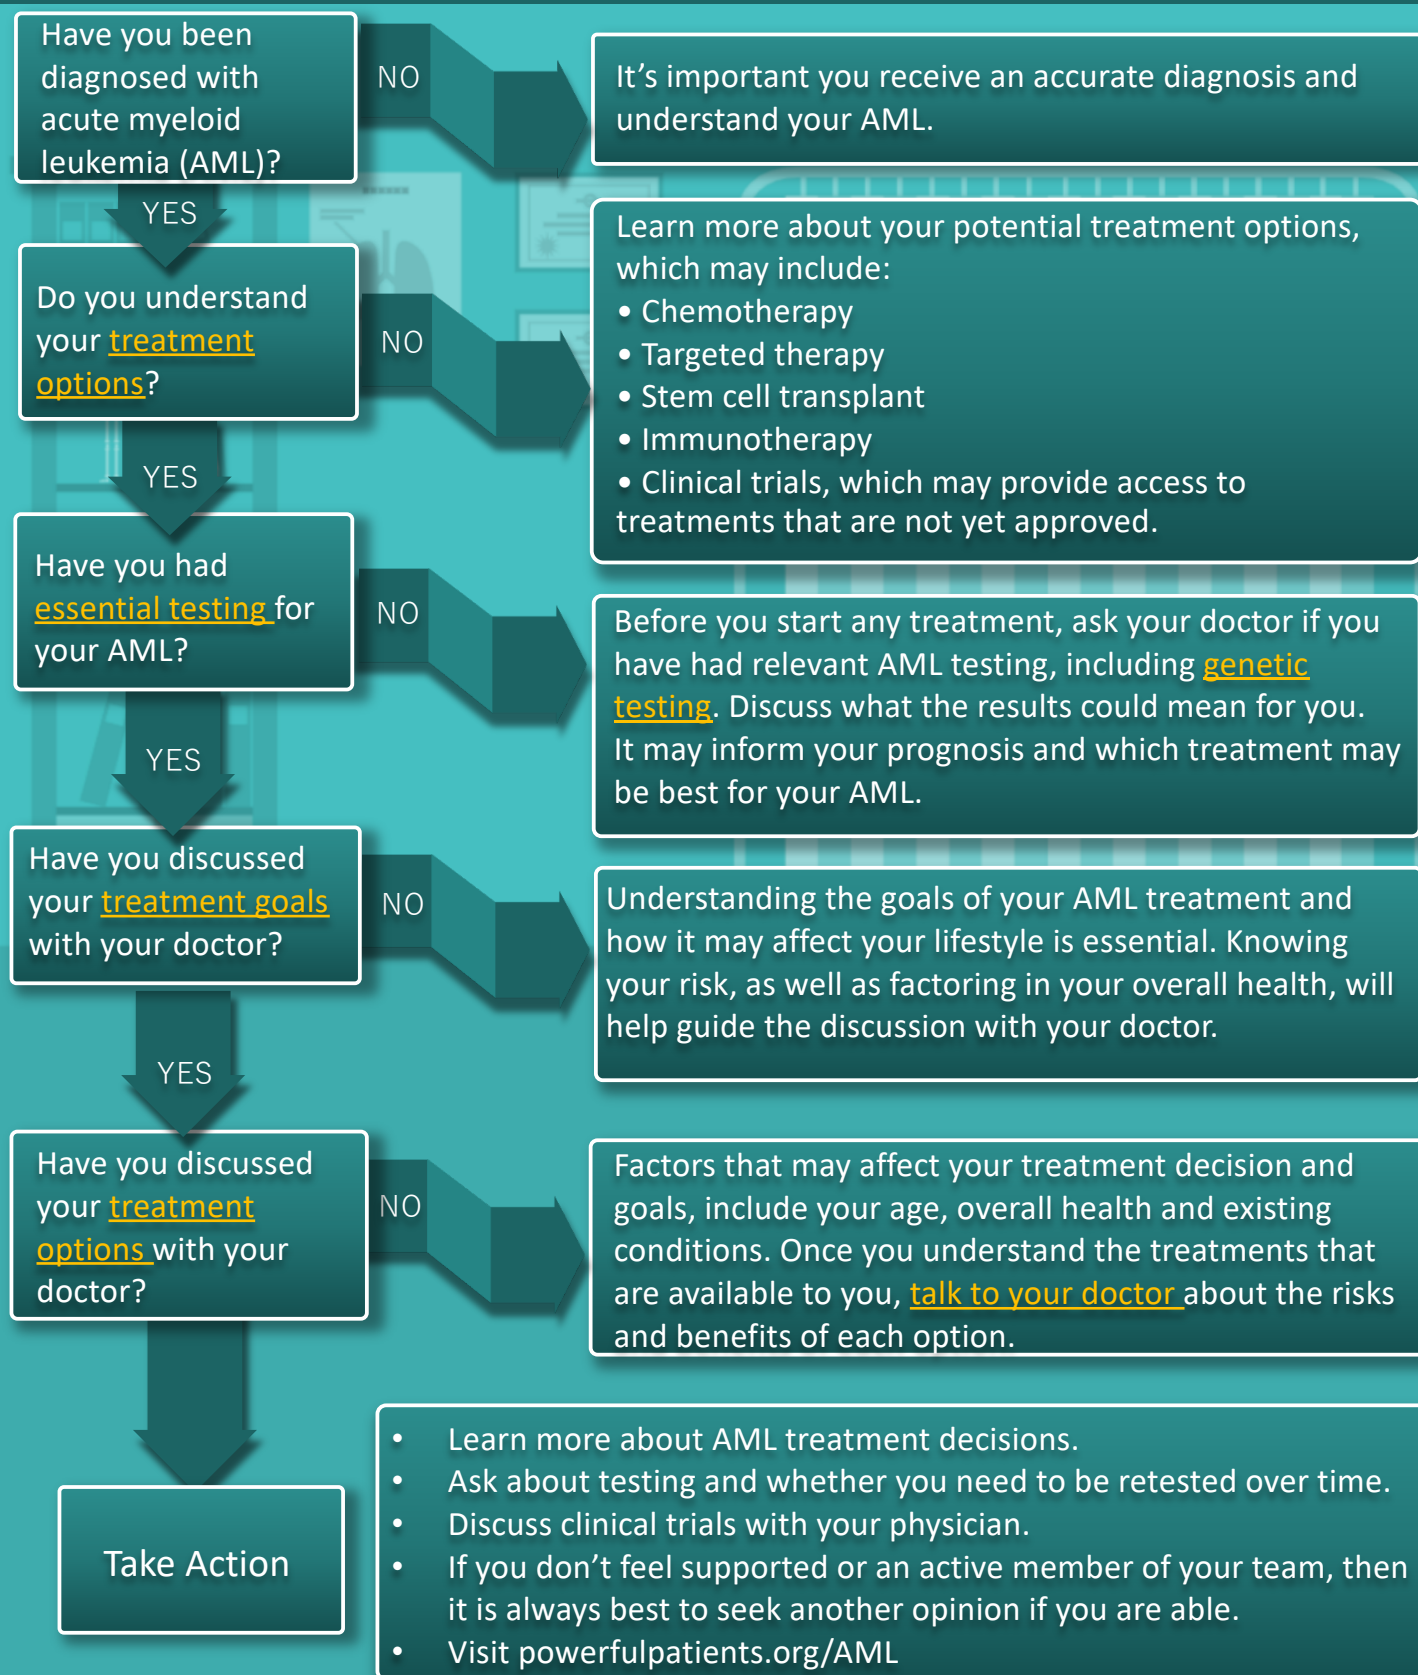 Have you been
diagnosed with
acute myeloid
leukemia (AML)?
NO
It's important you receive an accurate diagnosis and
understand your AML.
YES
Do you understand
your treatment
options?
NO
Learn more about your potential treatment options,
which may include:
• Chemotherapy
• Targeted therapy
• Stem cell transplant
• Immunotherapy
• Clinical trials, which may provide access to
treatments that are not yet approved.
YES
Have you had
essential testing for
your AML?
NO
Before you start any treatment, ask your doctor if you
have had relevant AML testing, including genetic
testing. Discuss what the results could mean for you.
It may inform your prognosis and which treatment may
be best for your AML.
YES
Have you discussed
your treatment goals
with your doctor?
NO
Understanding the goals of your AML treatment and
how it may affect your lifestyle is essential. Knowing
your risk, as well as factoring in your overall health, will
help guide the discussion with your doctor.
YES
Have you discussed
your treatment
options with your
doctor?
NO
Factors that may affect your treatment decision and
goals, include your age, overall health and existing
conditions. Once you understand the treatments that
are available to you, talk to your doctor about the risks
and benefits of each option.
Take Action
• Learn more about AML treatment decisions.
• Ask about testing and whether you need to be retested over time.
• Discuss clinical trials with your physician.
• If you don't feel supported or an active member of your team, then
it is always best to seek another opinion if you are able.
• Visit powerfulpatients.org/AML